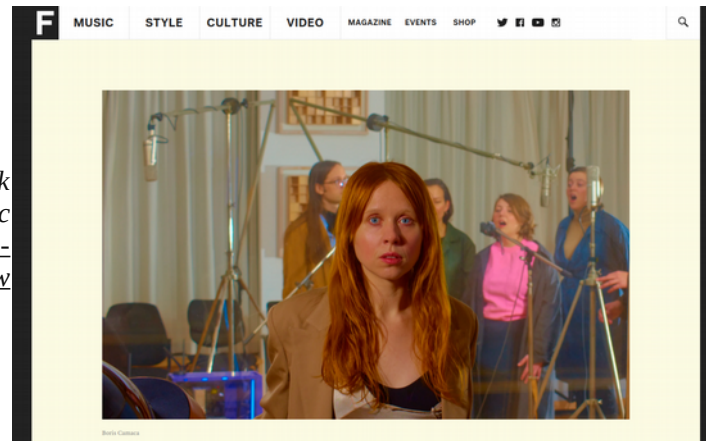 F MUSIC STYLE CULTURE VIDEO MAGAZINE EVENTS SHOP
k
c
-
w
Boris Camaca